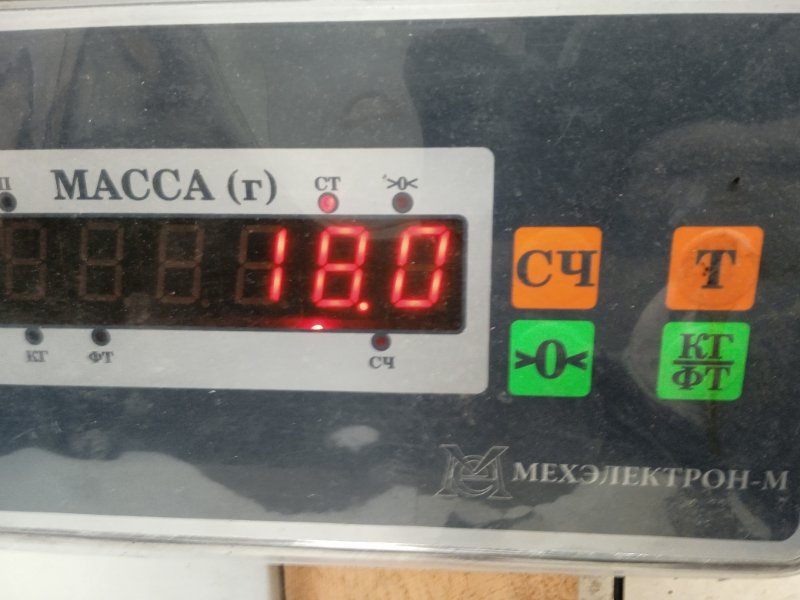 П
МАССА (г)
СТ
>0<
18.0
КГ
ФТ
СЧ
СЧ
Т
>0<
КГ
ФТ
МЕХЭЛЕКТРОН-М